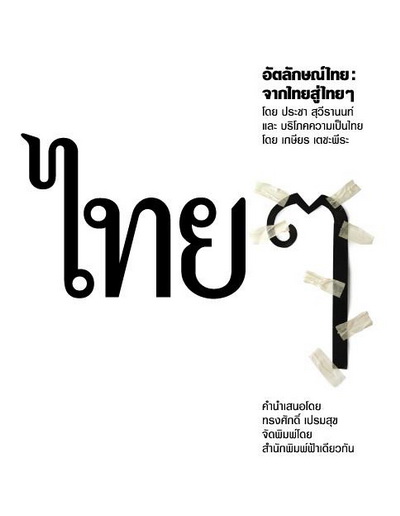 อัตลักษณ์ไทย:
จากไทยสู่ไทยๆ
โดย ประชา สุวีรานนท์
และ บริโภคความเป็นไทย
โดย เกษียร เตชะพีระ
ไทยๆ
คำนำเสนอโดย
ทรงศักดิ์ เปรมสุข
จัดพิมพ์โดย
สำนักพิมพ์ฟ้าเดียวกัน